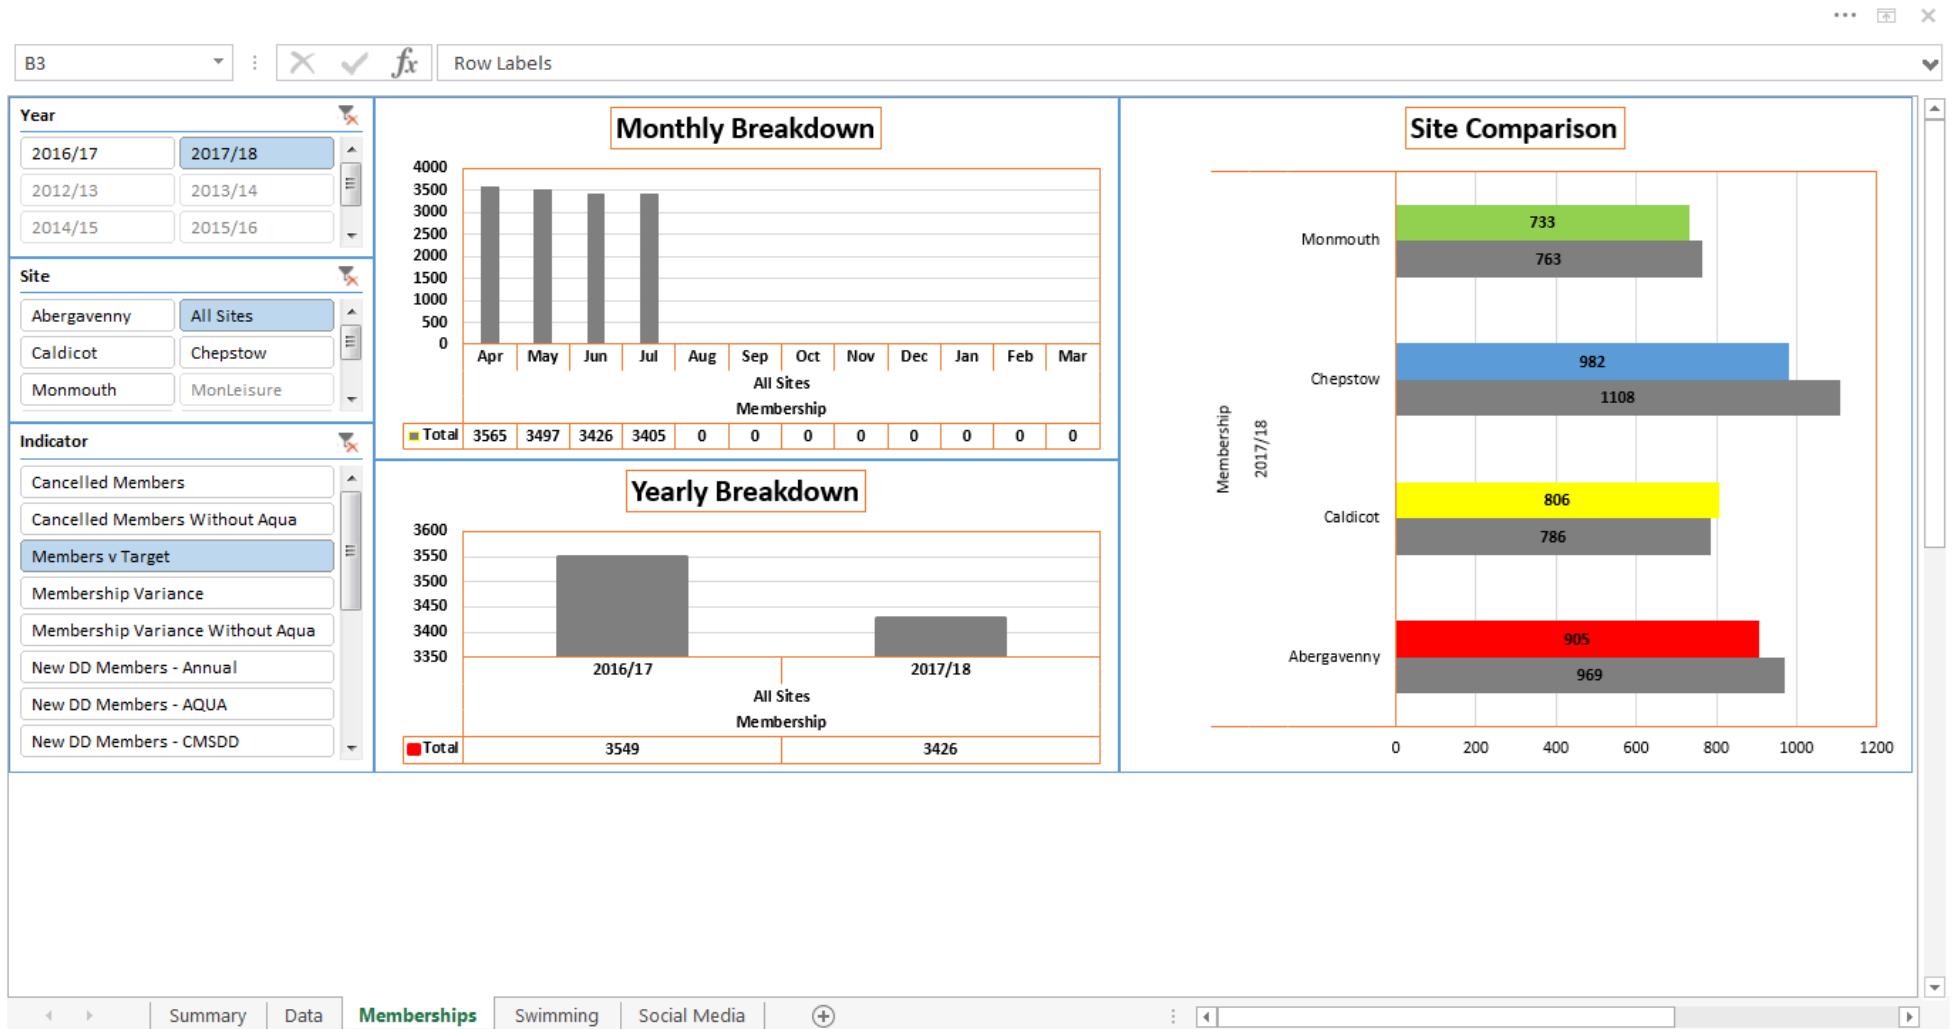 B3
fx
Row Labels
Year
2016/17 2017/18
2012/13 2013/14
2014/15 2015/16
Site
Abergavenny All Sites
Caldicot Chepstow
Monmouth MonLeisure
Indicator
Cancelled Members
Cancelled Members Without Aqua
Members v Target
Membership Variance
Membership Variance Without Aqua
New DD Members - Annual
New DD Members - AQUA
New DD Members - CMSDD
Monthly Breakdown
4000
3500
3000
2500
2000
1500
1000
500
0
Apr May Jun Jul Aug Sep Oct Nov Dec Jan Feb Mar
All Sites
Membership
Total 3565 3497 3426 3405 0 0 0 0 0 0 0 0
Yearly Breakdown
3600
3550
3500
3450
3400
3350
2016/17 2017/18
All Sites
Membership
Total 3549 3426
Site Comparison
Membership
2017/18
Monmouth
733
763
Chepstow
982
1108
Caldicot
806
786
Abergavenny
905
969
0 200 400 600 800 1000 1200
Summary Data Memberships Swimming Social Media